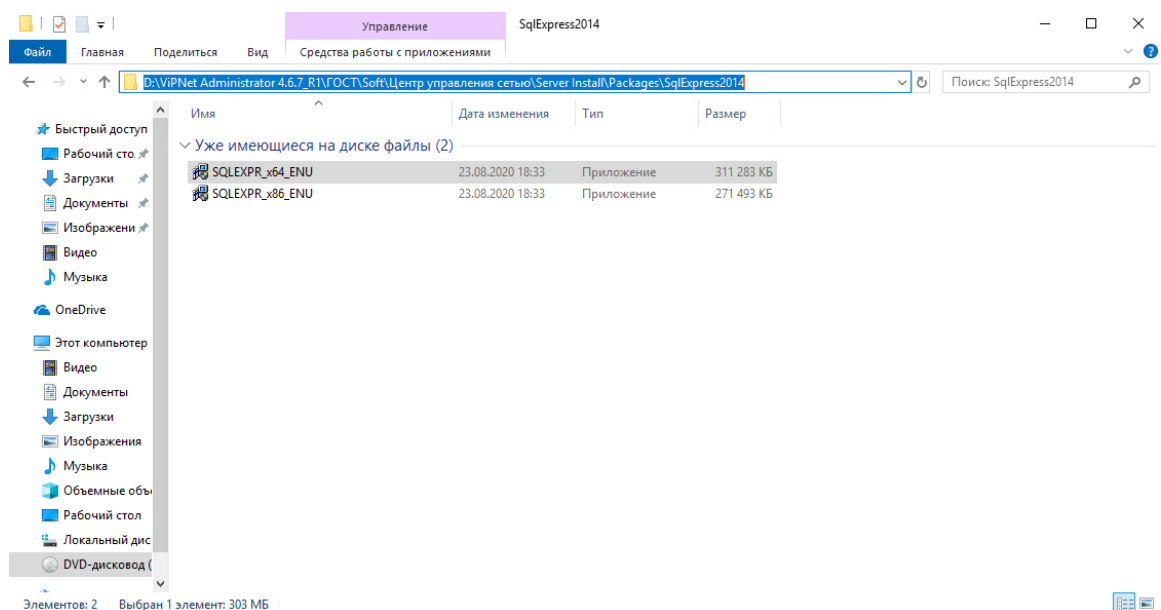 Управление
SqlExpress2014
Файл
Главная
Поделиться
Вид
Средства работы с приложениями
D:\ViPNet Administrator 4.6.7_R1\ГОСТ\Soft\Центр управления сетью\Server Install\Packages\SqlExpress2014
Поиск: SqlExpress2014
Имя
Дата изменения
Тип
Размер
Быстрый доступ
Рабочий сто.
Загрузки
Документы
Изображени
Видео
Музыка
OneDrive
Этот компьютер
Видео
Документы
Загрузки
Изображения
Музыка
Объемные объ
Рабочий стол
Локальный дис
DVD-дисковод (
Уже имеющиеся на диске файлы (2)
SQLEXPR_x64_ENU 23.08.2020 18:33 Приложение 311 283 КБ
SQLEXPR_x86_ENU 23.08.2020 18:33 Приложение 271 493 КБ
Элементов: 2 Выбран 1 элемент: 303 МБ